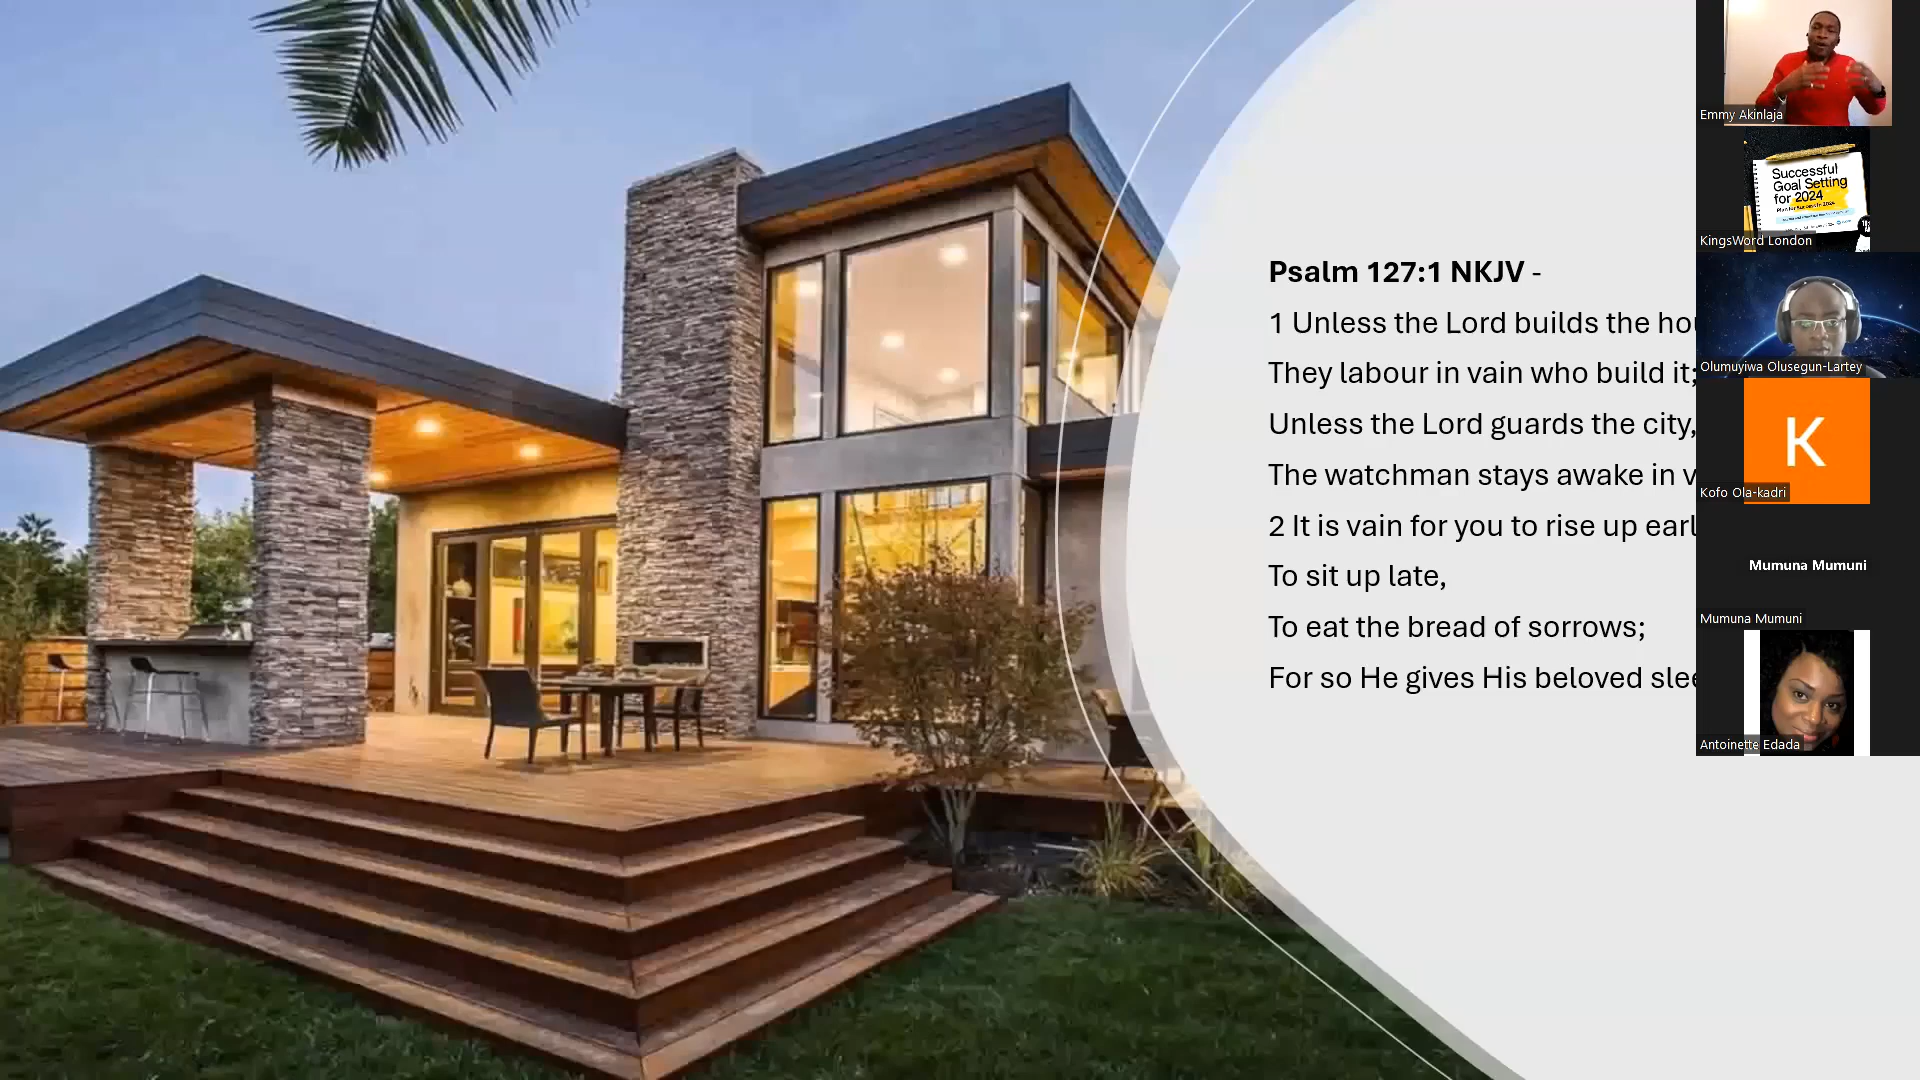 Psalm 127:1 NKJV -
1 Unless the Lord builds the hou
They labour in vain who build it;
Unless the Lord guards the city,
The watchman stays awake in v
2 It is vain for you to rise up earl
To sit up late,
To eat the bread of sorrows;
For so He gives His beloved slee
Emmy Akinlaja
Successful
Goal Setting
for 2024
KingsWord London
Olumuyiwa Olusegun-Lartey
K
Kofo Ola-kadri
Mumuna Mumuni
Mumuna Mumuni
Antoinette Edada